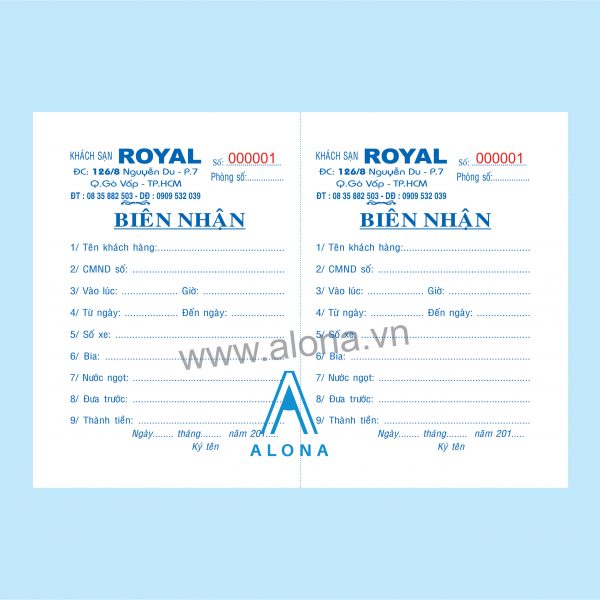 KHÁCH SẠN ROYAL Số: 000001
ĐC: 126/8 Nguyễn Du - P.7 Phòng số:................
Q.Gò Vấp - TP.HCM
ĐT : 08 35 882 503 - DĐ : 0909 532 039
BIÊN NHẬN
1/ Tên khách hàng:....................................
2/ CMND số: ............................................
3/ Vào lúc: .................. Giờ: .........................
4/ Từ ngày: .................. Đến ngày: ...............
5/ Số xe: .................................................
6/ Bia: .....................................................
7/ Nước ngọt: ..........................................
8/ Đưa trước: ...........................................
9/ Thành tiền: ..........................................
Ngày....... tháng....... năm 201....
Ký tên
KHÁCH SẠN ROYAL Số: 000001
ĐC: 126/8 Nguyễn Du - P.7 Phòng số:................
Q.Gò Vấp - TP.HCM
ĐT : 08 35 882 503 - DĐ : 0909 532 039
BIÊN NHẬN
1/ Tên khách hàng:....................................
2/ CMND số: ............................................
3/ Vào lúc: .................. Giờ: .........................
4/ Từ ngày: .................. Đến ngày: ...............
5/ Số xe: .................................................
6/ Bia: .....................................................
7/ Nước ngọt: ..........................................
8/ Đưa trước: ...........................................
9/ Thành tiền: ..........................................
Ngày....... tháng....... năm 201....
Ký tên
www.alona.vn
ALONA